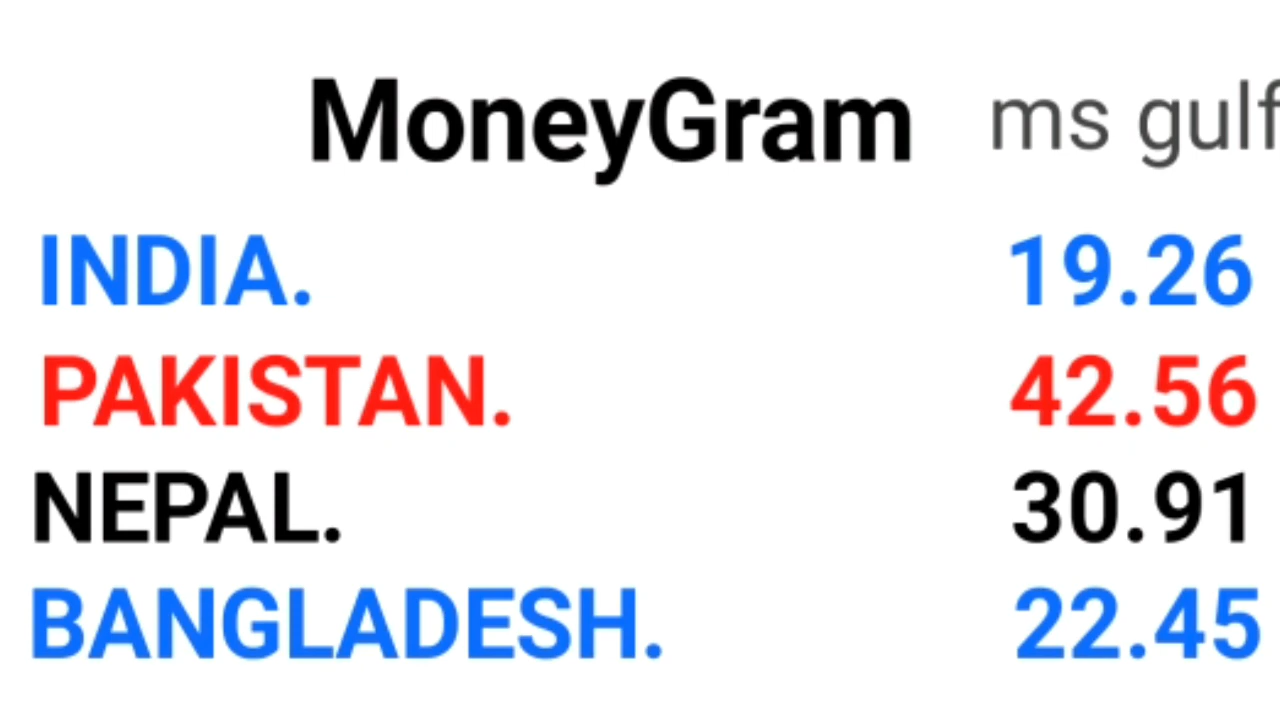 MoneyGram ms gulf
INDIA. 19.26
PAKISTAN. 42.56
NEPAL. 30.91
BANGLADESH. 22.45